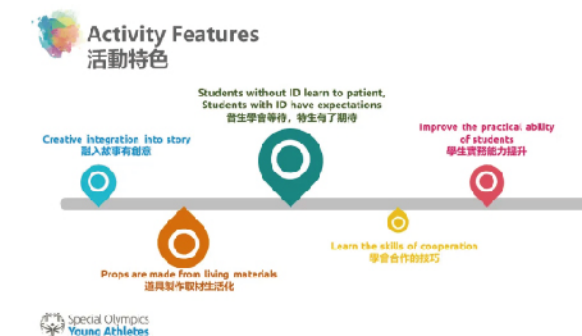 Activity Features
活動特色
Students without ID learn to patient,
Students with ID have expectations
普生學會等待，特生有了期待
Creative integration into story
融入故事有創意
Improve the practical ability
of students
學生實務能力提升
Props are made from living materials
道具製作取材生活化
Learn the skills of cooperation
學會合作的技巧
Special Olympics
Young Athletes